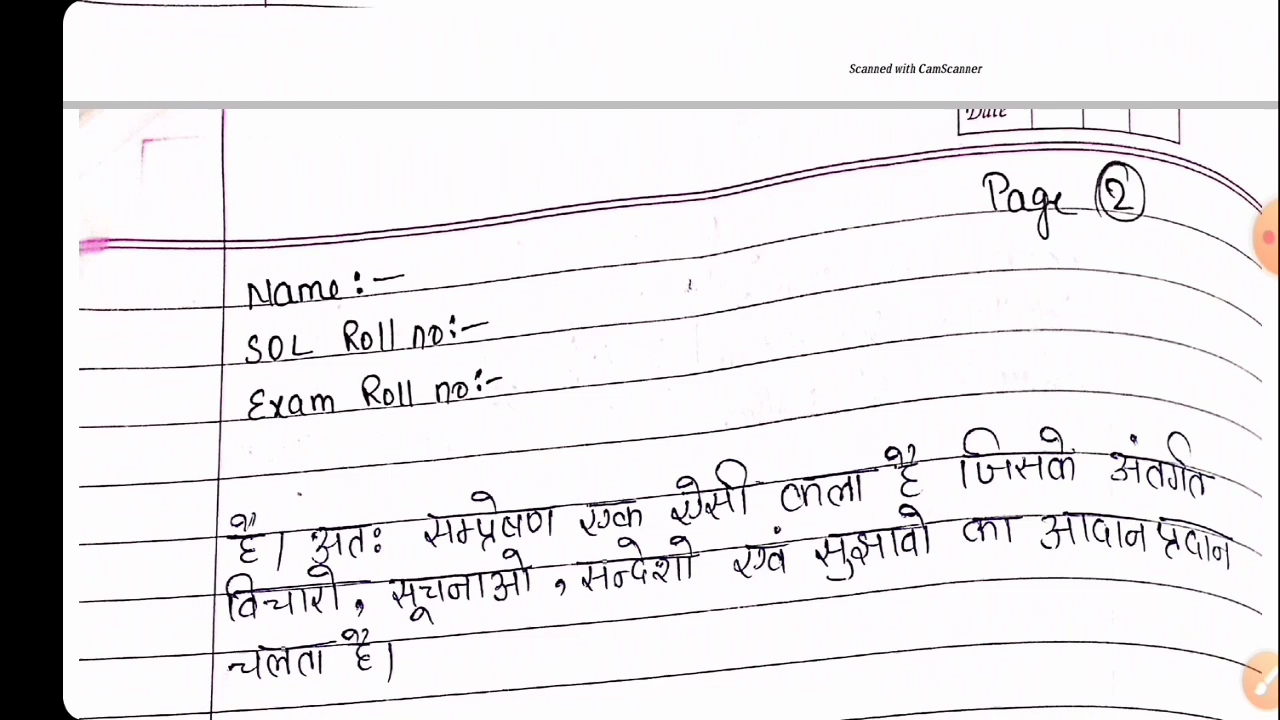 Scanned with CamScanner
Date
Page 2
Name:-
SOL Roll no:-
Exam Roll no:-
है। अतः सम्प्रेषण एक ऐसी कला है जिसके अंतर्गत
विचारो, सूचनाओ, सन्देशो एवं सुझावो का आदान प्रदान
चलता है।